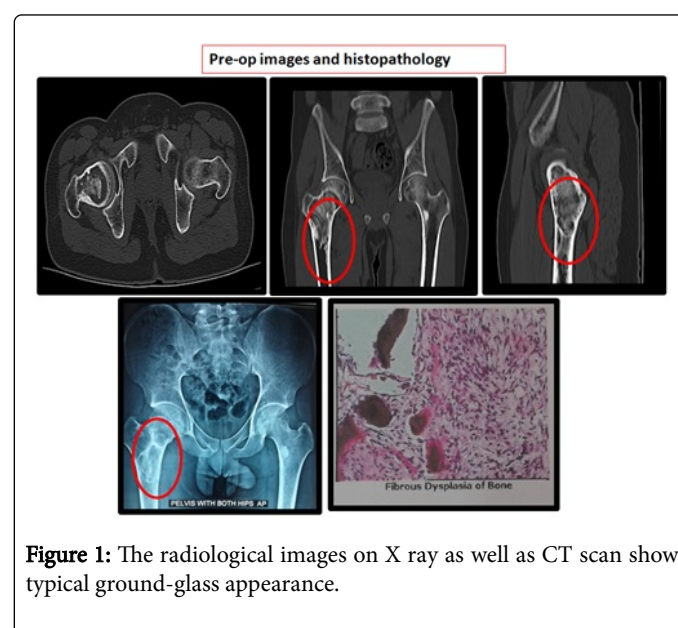 Pre-op images and histopathology
PELVIS WITH BOTH HIPS AP
Fibrous Dysplasia of Bone
Figure 1: The radiological images on X ray as well as CT scan show
typical ground-glass appearance.